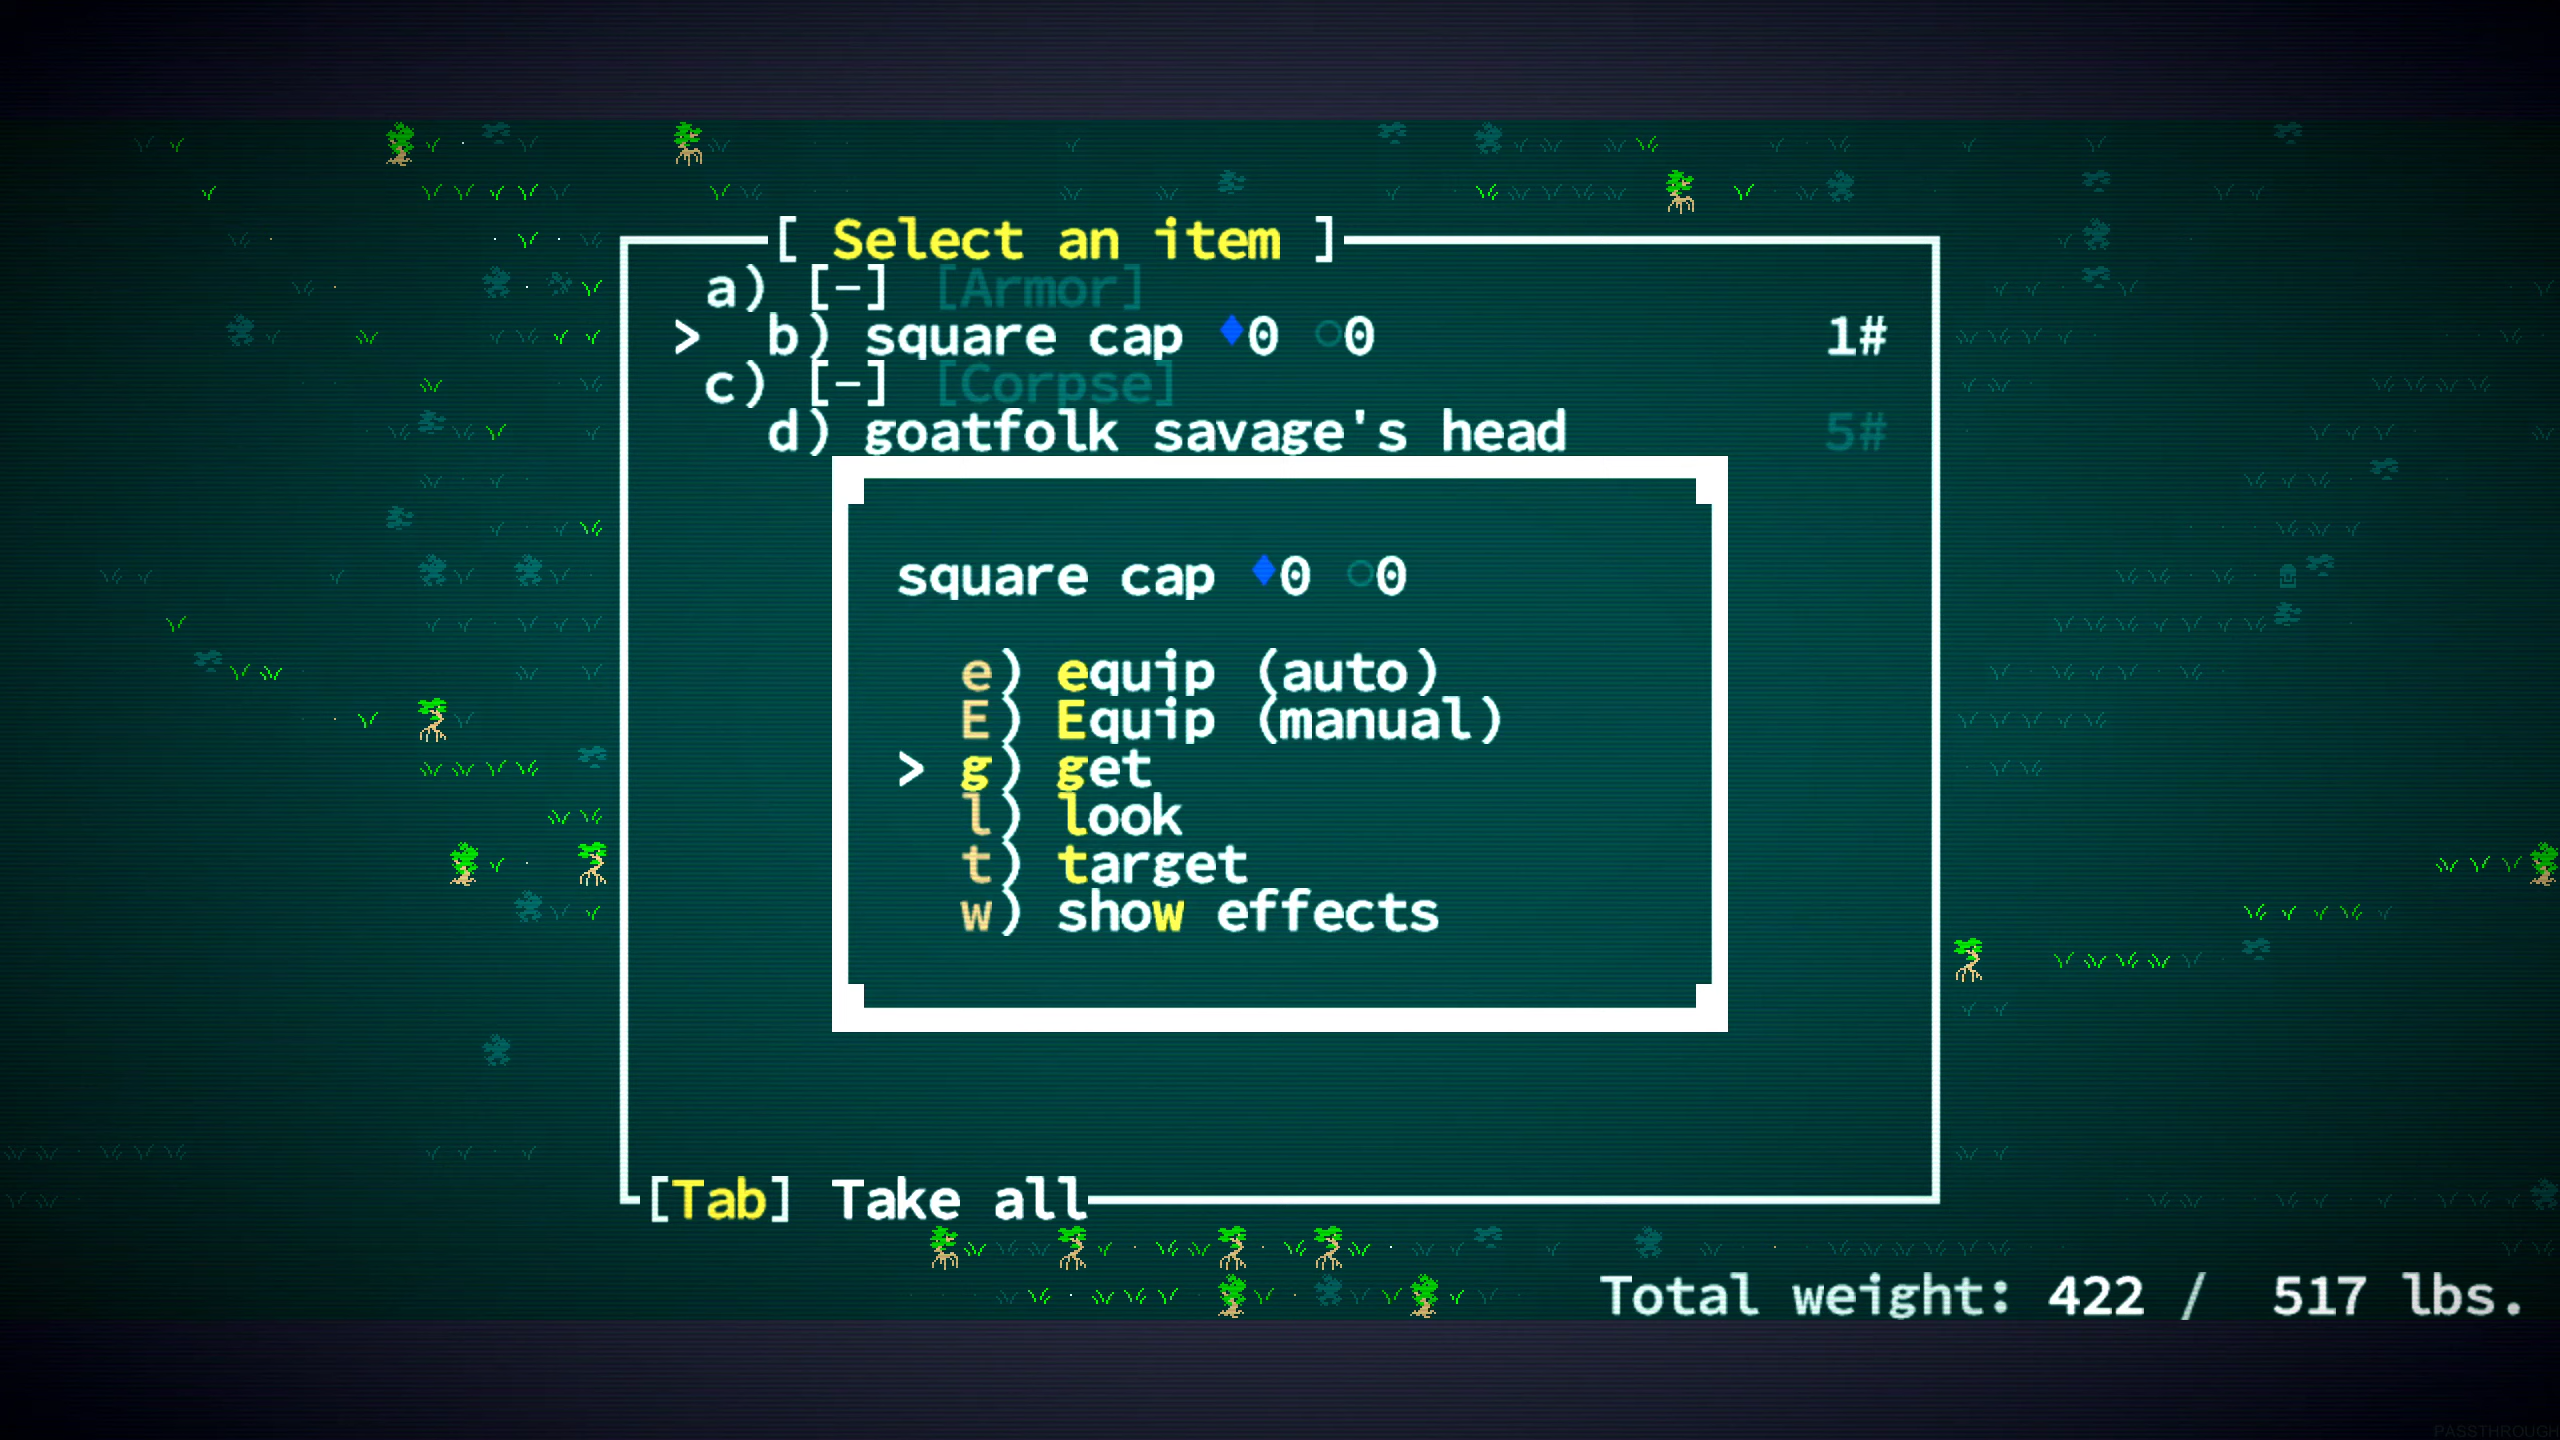 [ Select an item ]
a) [-] [Armor]
> b) square cap ♦0 ○0 1#
c) [-] [Corpse]
d) goatfolk savage's head 5#
square cap ♦0 ○0
e) equip (auto)
E) Equip (manual)
> g) get
l) look
t) target
w) show effects
[Tab] Take all
Total weight: 422 / 517 lbs.
PASSTHROUGH